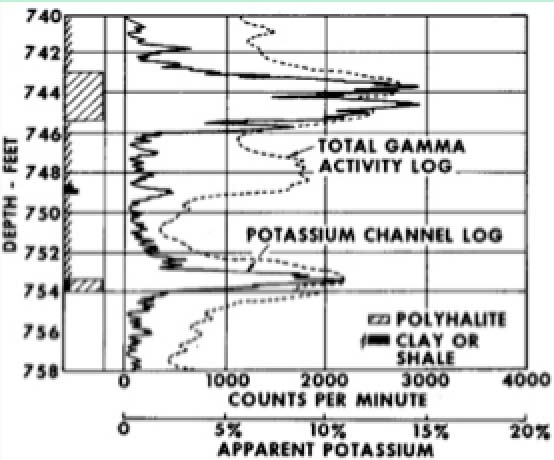 740
742
744
746
748
750
752
754
756
758
DEPTH - FEET
TOTAL GAMMA
ACTIVITY LOG
POTASSIUM CHANNEL LOG
POLYHALITE
CLAY OR
SHALE
0 1000 2000 3000 4000
COUNTS PER MINUTE
0 5% 10% 15% 20%
APPARENT POTASSIUM